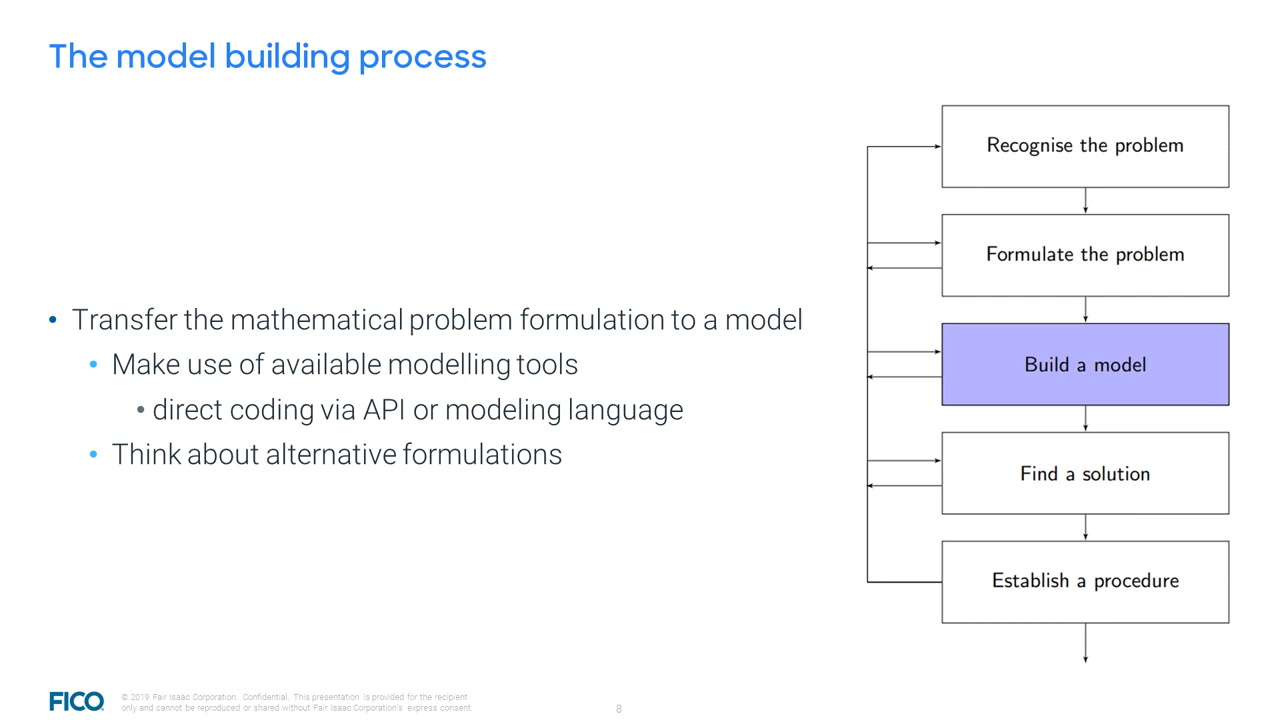 The model building process
• Transfer the mathematical problem formulation to a model
• Make use of available modelling tools
• direct coding via API or modeling language
• Think about alternative formulations
Recognise the problem
Formulate the problem
Build a model
Find a solution
Establish a procedure
FICO
© 2019 Fair Isaac Corporation. Confidential. This presentation is provided for the recipient
only and cannot be reproduced or shared without Fair Isaac Corporation's express consent.
8